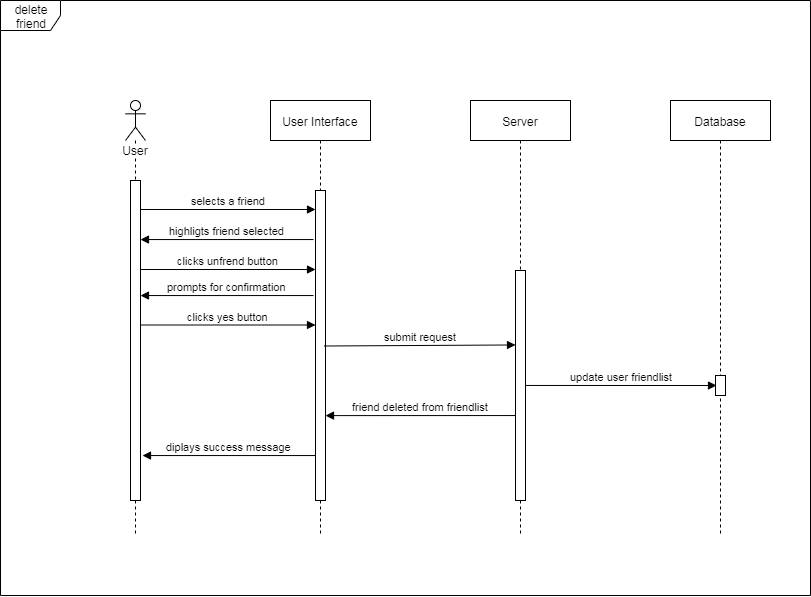 delete
friend
User
User Interface
Server
Database
selects a friend
highligts friend selected
clicks unfrend button
prompts for confirmation
clicks yes button
submit request
update user friendlist
friend deleted from friendlist
diplays success message